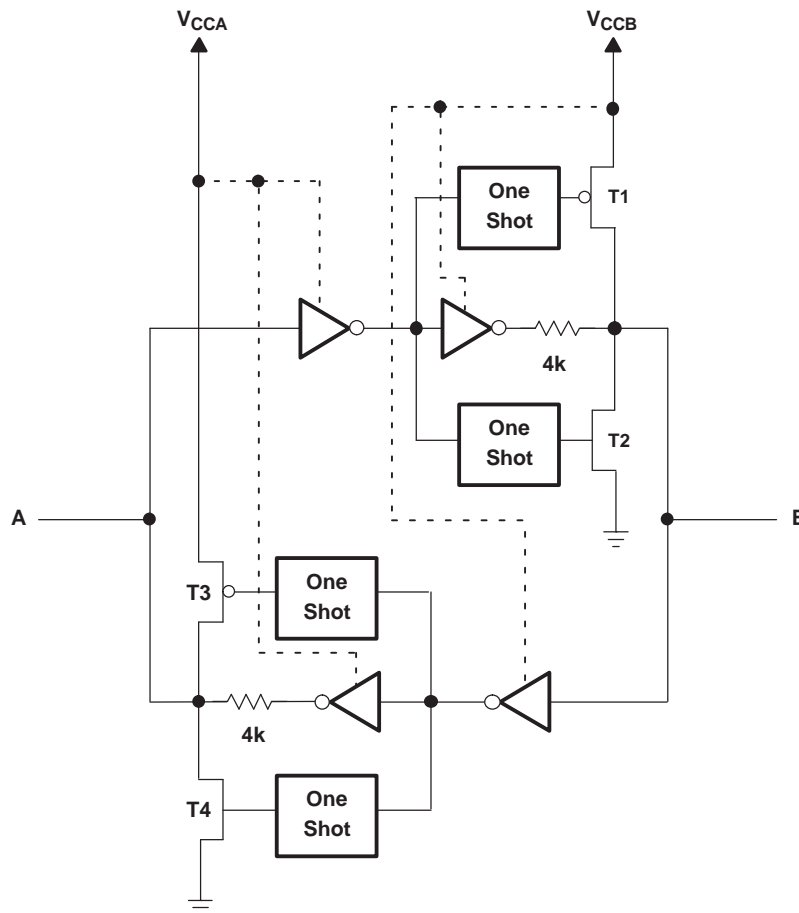 VCCA
VCCB
One
Shot
T1
4k
One
Shot
T2
A
B
T3
One
Shot
4k
T4
One
Shot